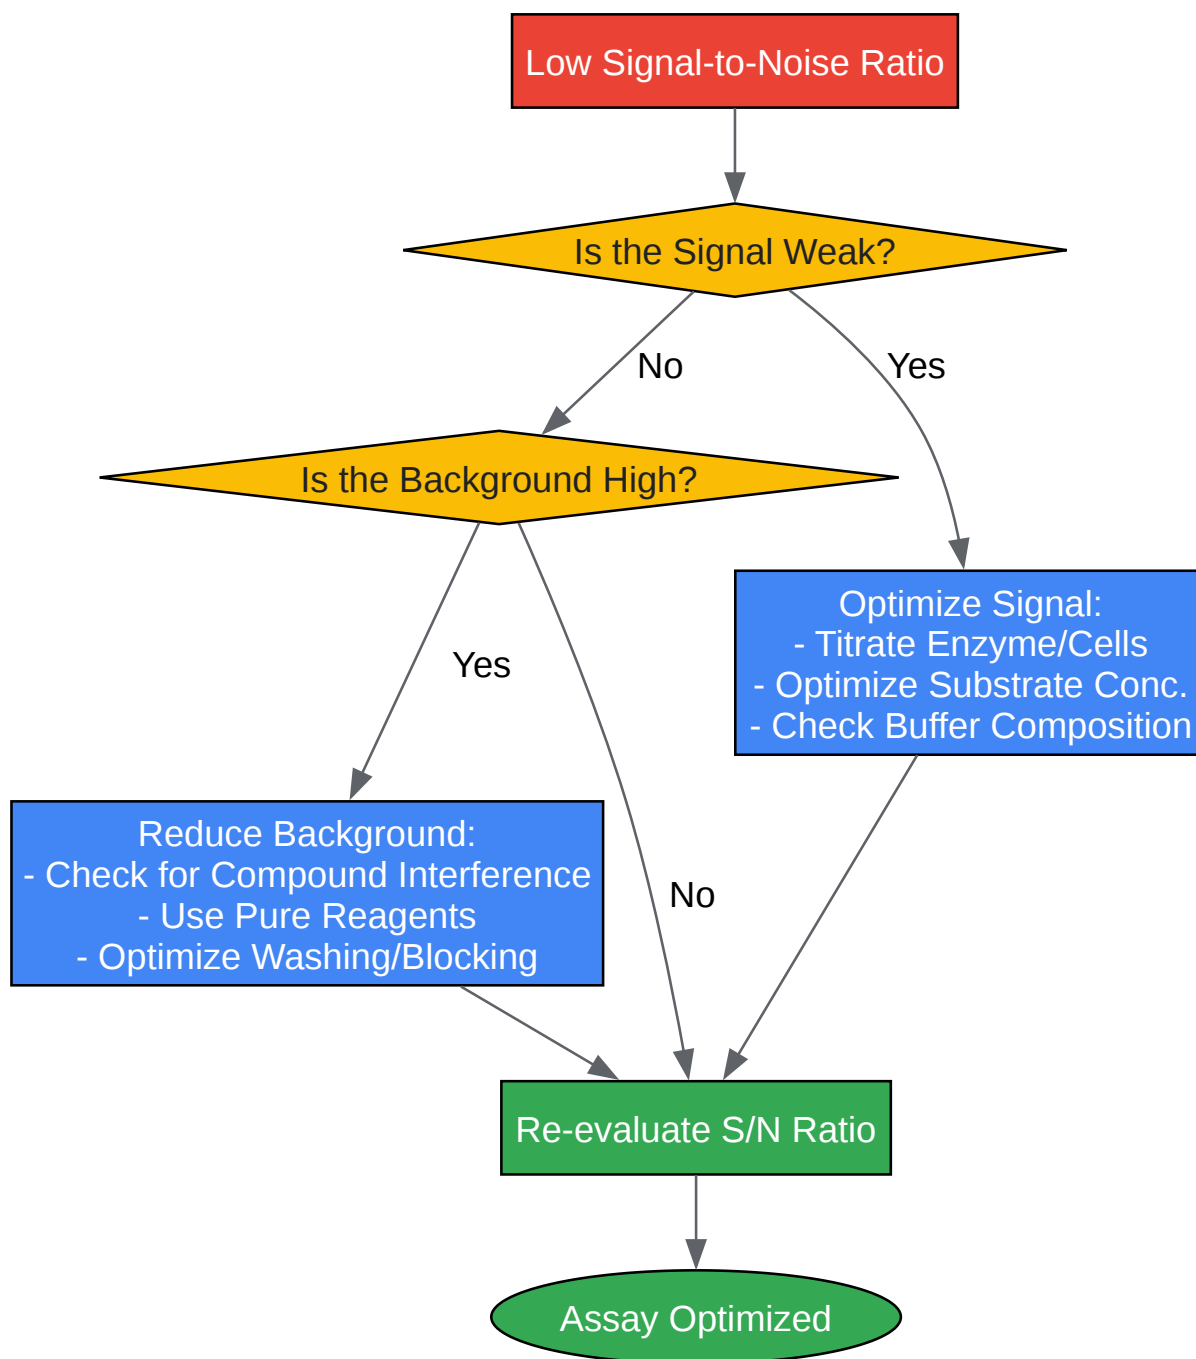 Low Signal-to-Noise Ratio
Is the Signal Weak?
No
Yes
Is the Background High?
Optimize Signal:
- Titrate Enzyme/Cells
- Optimize Substrate Conc.
- Check Buffer Composition
Yes
Reduce Background:
- Check for Compound Interference
- Use Pure Reagents
- Optimize Washing/Blocking
No
Re-evaluate S/N Ratio
Assay Optimized